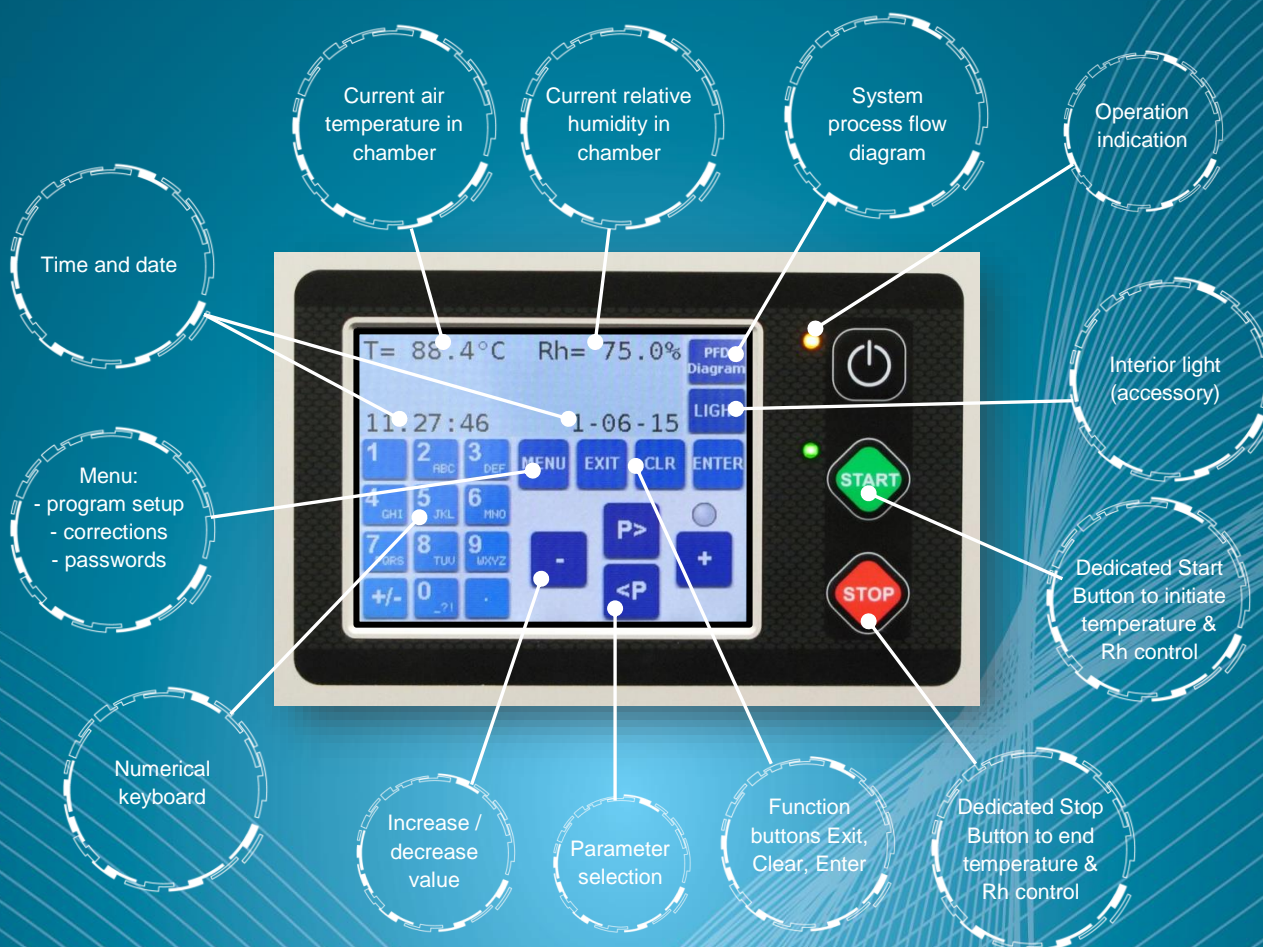 Current air
temperature in
chamber
Current relative
humidity in
chamber
System
process flow
diagram
Operation
indication
Time and date
Interior light
(accessory)
Menu:
- program setup
- corrections
- passwords
Dedicated Start
Button to initiate
temperature &
Rh control
Numerical
keyboard
Increase /
decrease
value
Parameter
selection
Function
buttons Exit,
Clear, Enter
Dedicated Stop
Button to end
temperature &
Rh control
T= 88.4°C Rh= 75.0%
PFD
Diagram
11:27:46 1-06-15
LIGHT
1 2 ABC 3 DEF MENU EXIT CLR ENTER
4 GHI 5 JKL 6 MNO
P>
7 PQRS 8 TUV 9 WXYZ
- +
+/- 0 _?! .
<P
START
STOP